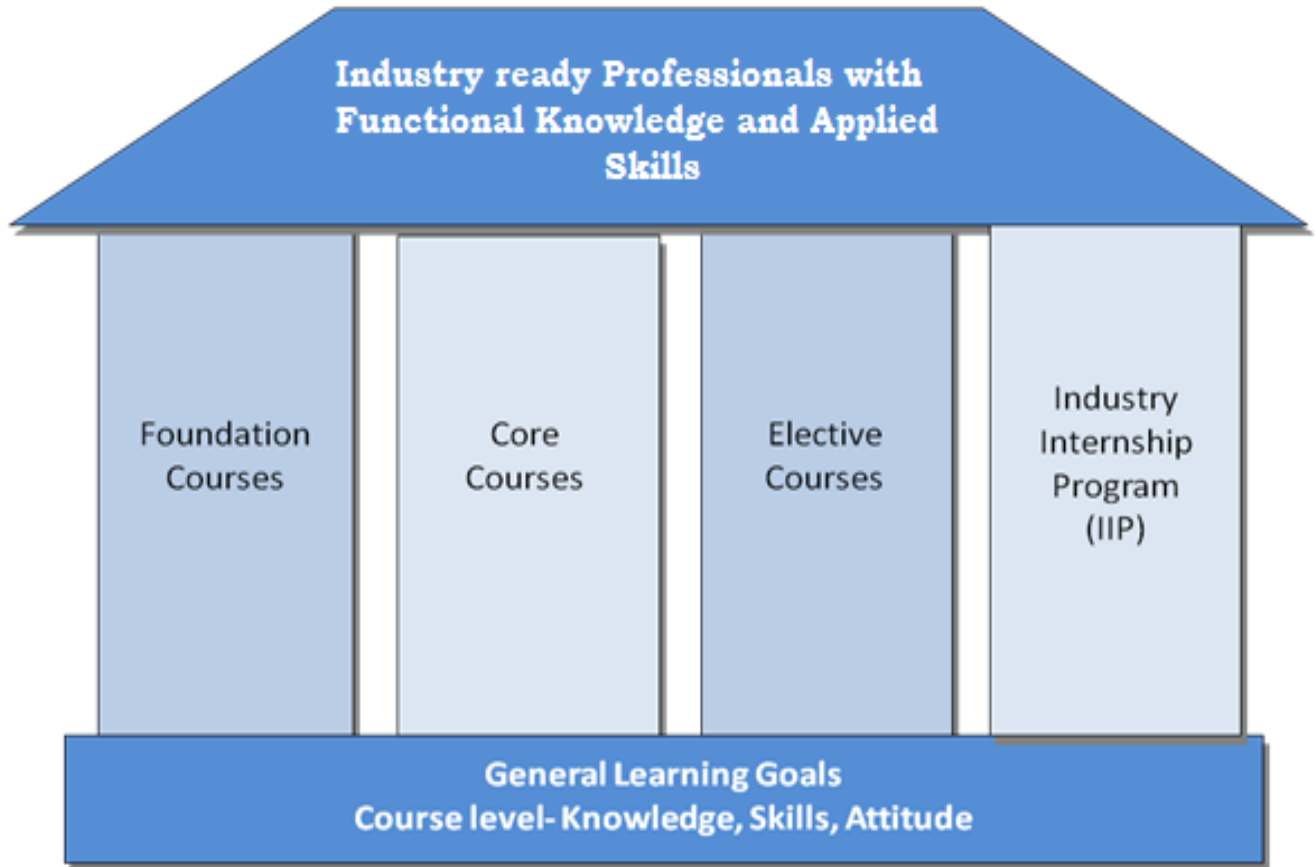 Industry ready Professionals with
Functional Knowledge and Applied
Skills
Foundation
Courses
Core
Courses
Elective
Courses
Industry
Internship
Program
(IIP)
General Learning Goals
Course level- Knowledge, Skills, Attitude